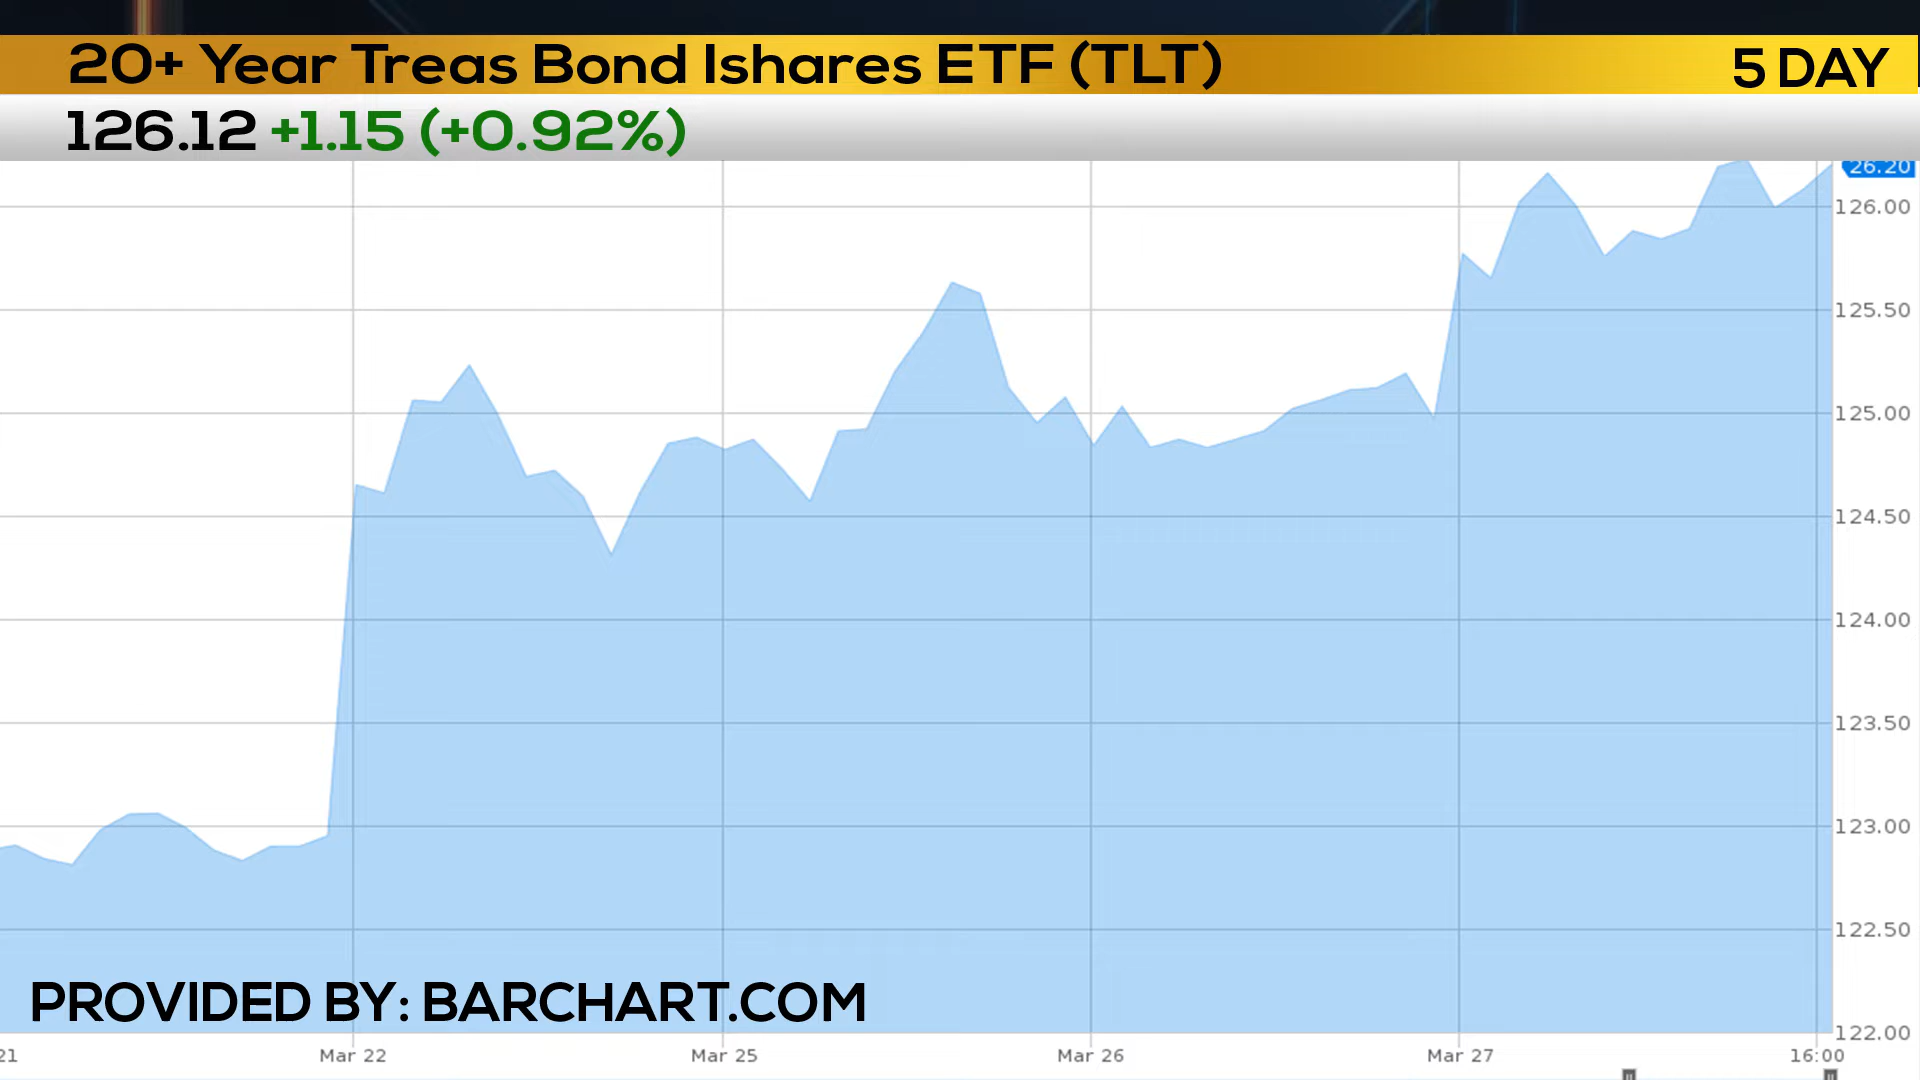 20+ Year Treas Bond Ishares ETF (TLT)
5 DAY
126.12 +1.15 (+0.92%)
26.20
126.00
125.50
125.00
124.50
124.00
123.50
123.00
122.50
122.00
PROVIDED BY: BARCHART.COM
21
Mar 22
Mar 25
Mar 26
Mar 27
16:00